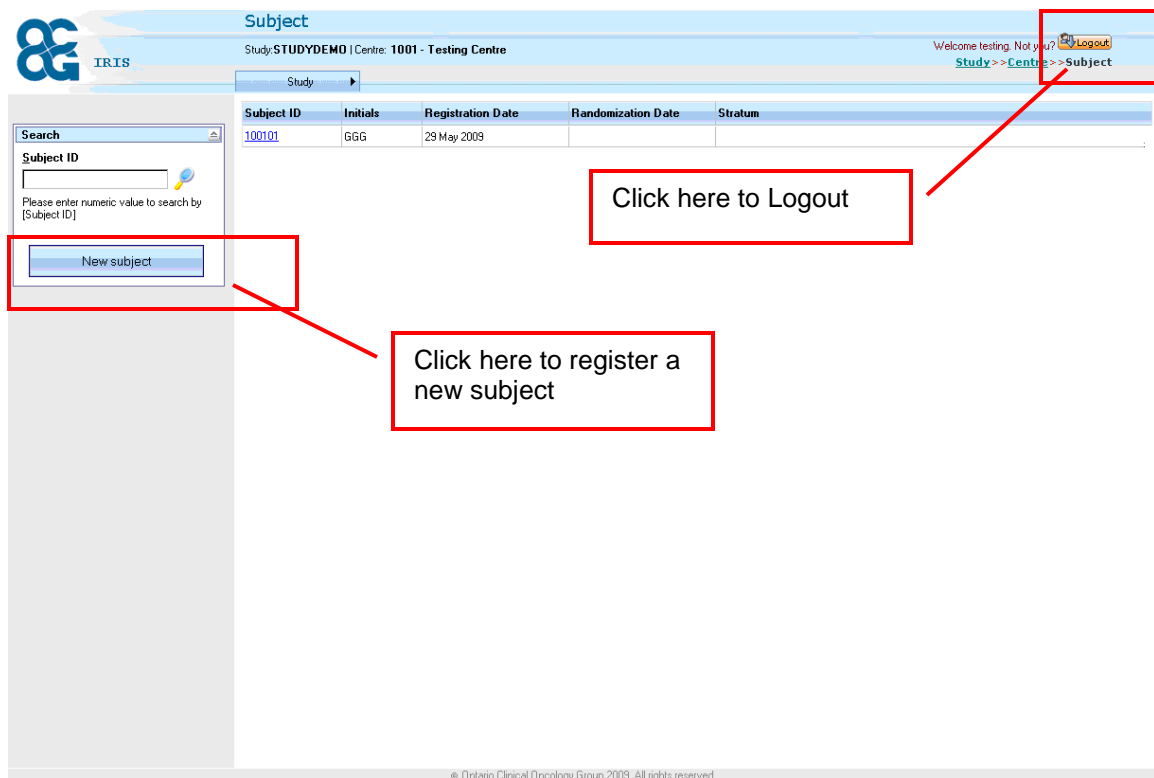 Subject
IRIS
Study:STUDYDEMO | Centre: 1001 - Testing Centre
Welcome testing. Not you? Logout
Study>>Centre>>Subject
Study
Subject ID Initials Registration Date Randomization Date Stratum
100101 GGG 29 May 2009
Search
Subject ID
Please enter numeric value to search by
[Subject ID]
New subject
Click here to Logout
Click here to register a
new subject
© Ontario Clinical Oncology Group 2009. All rights reserved